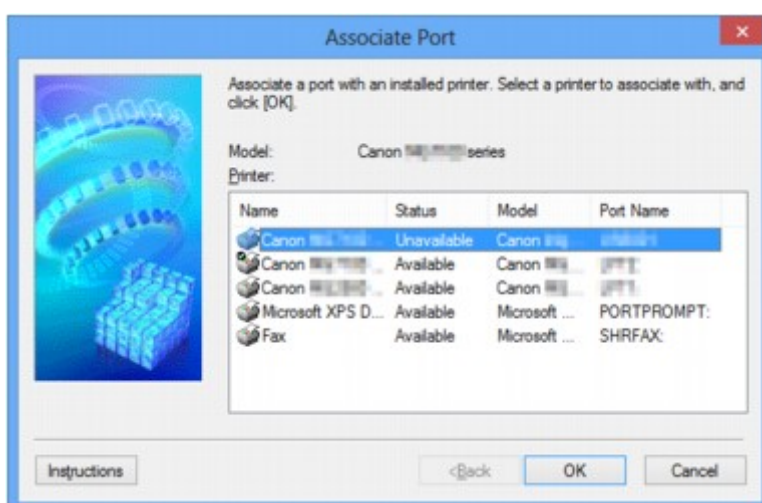 Associate Port
Associate a port with an installed printer. Select a printer to associate with, and
click [OK].
Model: Canon series
Printer:
Name Status Model Port Name
Canon Unavailable Canon
Canon ... Available Canon ...
Canon ... Available Canon ...
Microsoft XPS D... Available Microsoft ... PORTPROMPT:
Fax Available Microsoft ... SHRFAX:
Instructions <Back OK Cancel